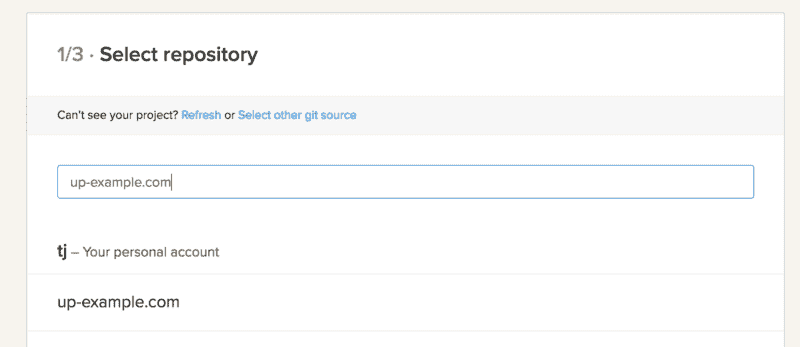 1/3 · Select repository
Can't see your project? Refresh or Select other git source
up-example.com
tj – Your personal account
up-example.com